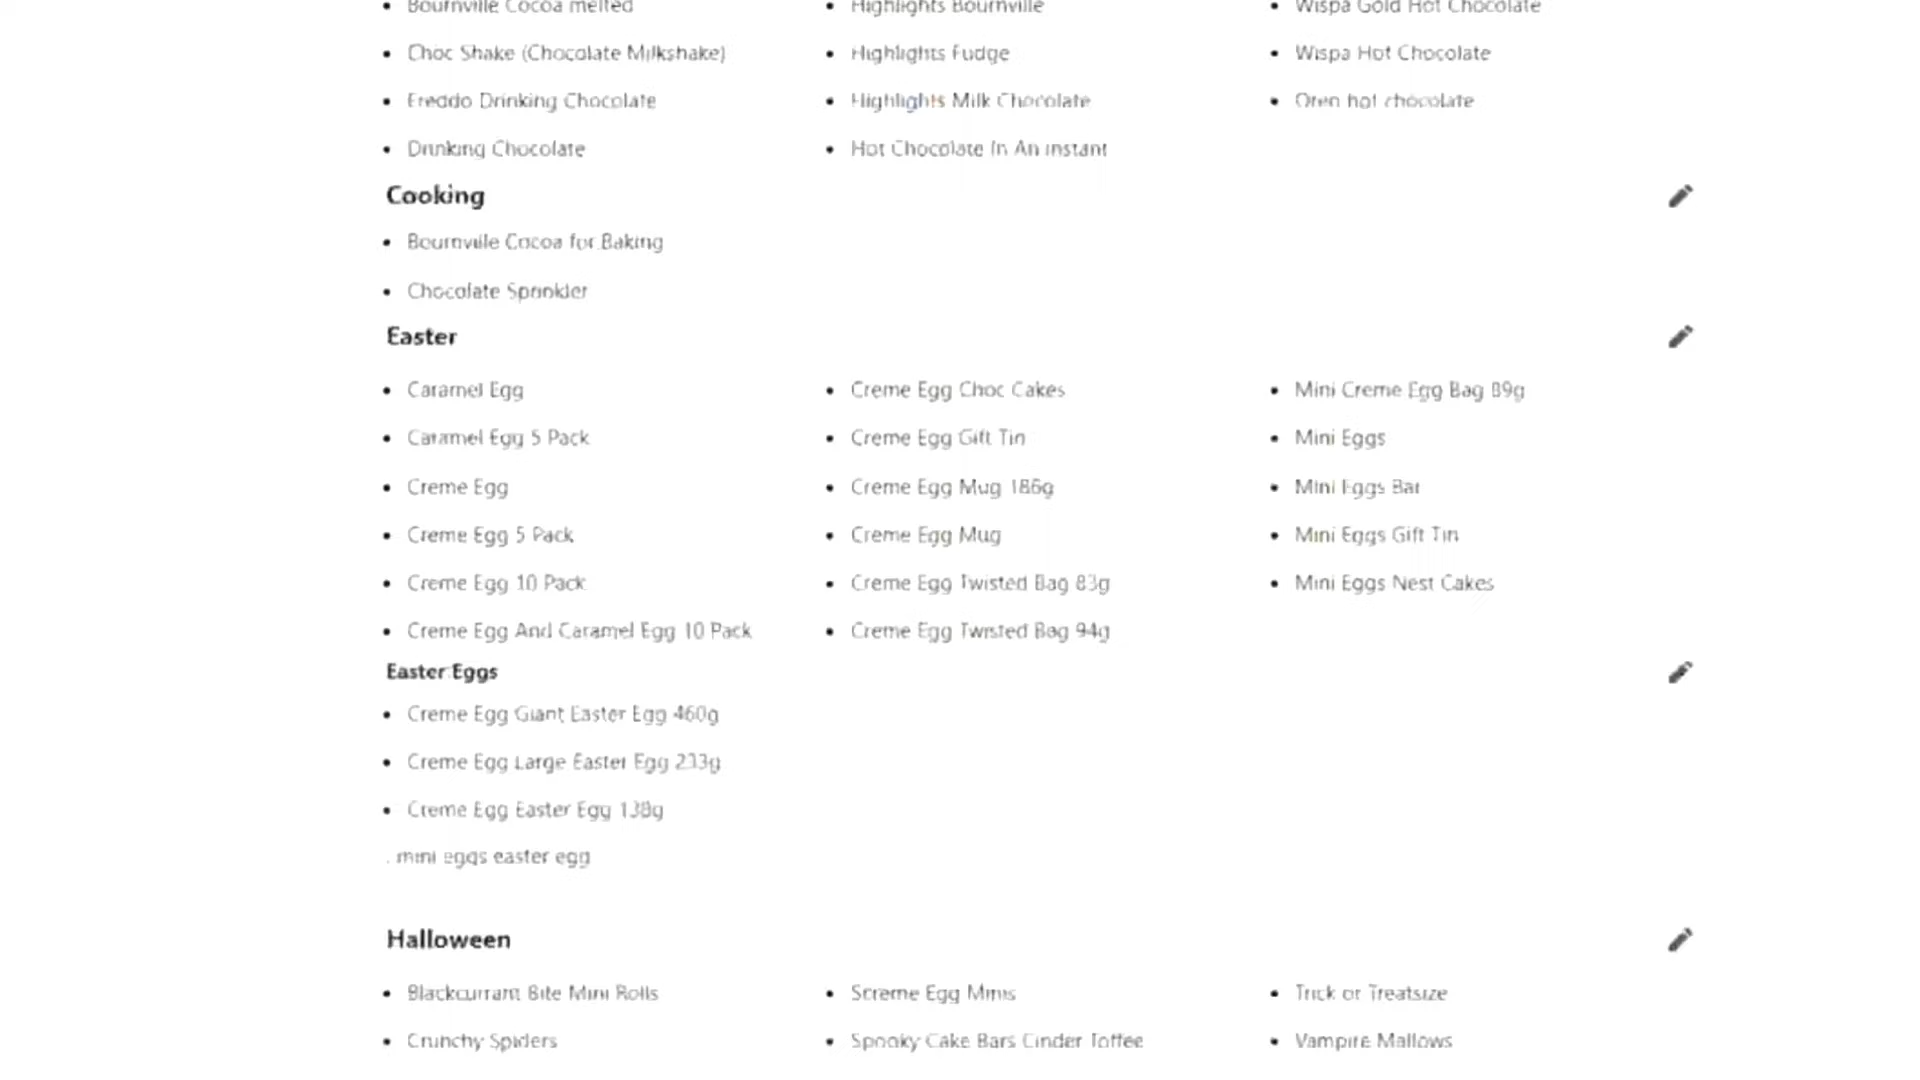 Bournville Cocoa melted
Choc Shake (Chocolate Milkshake)
Freddo Drinking Chocolate
Drinking Chocolate
Highlights Bournville
Highlights Fudge
Highlights Milk Chocolate
Hot Chocolate In An instant
Wispa Gold Hot Chocolate
Wispa Hot Chocolate
hot chocolate
Cooking
Bournville Cocoa for Baking
Chocolate Sprinkler
Easter
Caramel Egg
Caramel Egg 5 Pack
Creme Egg
Creme Egg 5 Pack
Creme Egg 10 Pack
Creme Egg And Caramel Egg 10 Pack
Creme Egg Choc Cakes
Creme Egg Gift Tin
Creme Egg Mug 186g
Creme Egg Mug
Creme Egg Twisted Bag 83g
Creme Egg Twisted Bag 94g
Mini Creme Egg Bag 89g
Mini Eggs
Mini Eggs Bar
Mini Eggs Gift Tin
Mini Eggs Nest Cakes
Easter Eggs
Creme Egg Giant Easter Egg 460g
Creme Egg Large Easter Egg 233g
Creme Egg Easter Egg 138g
. mini eggs easter egg
Halloween
Blackcurrant Bite Mini Rolls
Crunchy Spiders
Screme Egg Minis
Spooky Cake Bars Cinder Toffee
Trick or Treatsize
Vampire Mallows